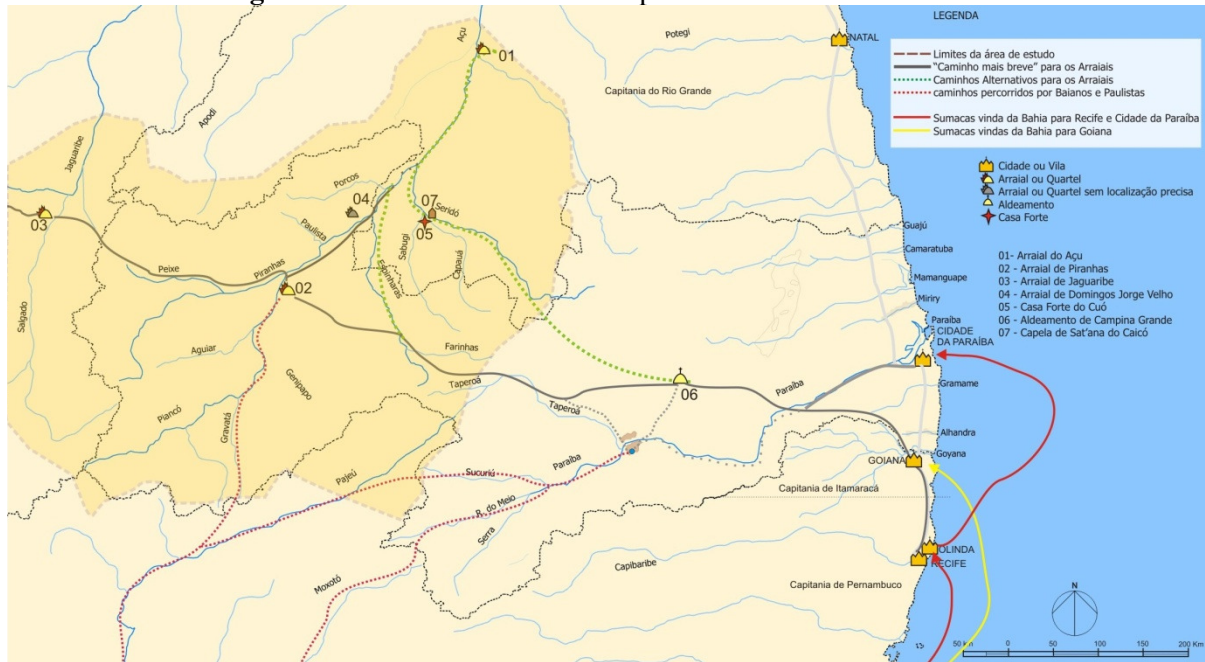 LEGENDA
Limites da área de estudo
"Caminho mais breve" para os Arraiais
Caminhos Alternativos para os Arraiais
caminhos percorridos por Baianos e Paulistas
Sumacas vinda da Bahia para Recife e Cidade da Paraíba
Sumacas vindas da Bahia para Goiana
Cidade ou Vila
Arraial ou Quartel
Arraial ou Quartel sem localização precisa
Aldeamento
Casa Forte
01- Arraial do Açu
02 - Arraial de Piranhas
03 - Arraial de Jaguaribe
04 - Arraial de Domingos Jorge Velho
05 - Casa Forte do Cuó
06 - Aldeamento de Campina Grande
07 - Capela de Sat'ana do Caicó
NATAL
Potegi
Açu
01
Capitania do Rio Grande
Apodi
Jaguaribe
Porcos
04
07
Seridó
05
03
Paulista
Sabugi
Capauá
Espinharas
Peixe
Piranhas
02
Salgado
Aguiar
Farinhas
Genipapo
Taperoá
Taperoá
06
Piancó
Gravatá
Pajeú
Sucuriú
Paraíba
Paraíba
R. do Meio
Serra
Moxotó
Capibaribe
Guajú
Camaratuba
Mamanguape
Miriry
Paraíba
CIDADE
DA PARAÍBA
Gramame
Alhandra
Goyana
GOIANA
Capitania de Itamaracá
OLINDA
RECIFE
Capitania de Pernambuco
N
50 Km
0
50
100
150
200 Km